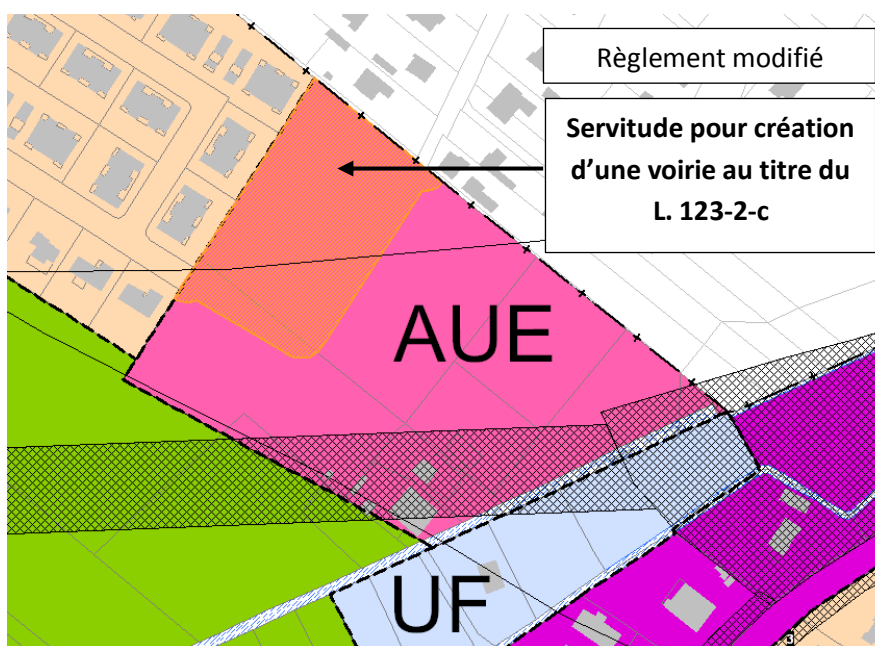 Règlement modifié
Servitude pour création
d’une voirie au titre du
L. 123-2-c
AUE
UF